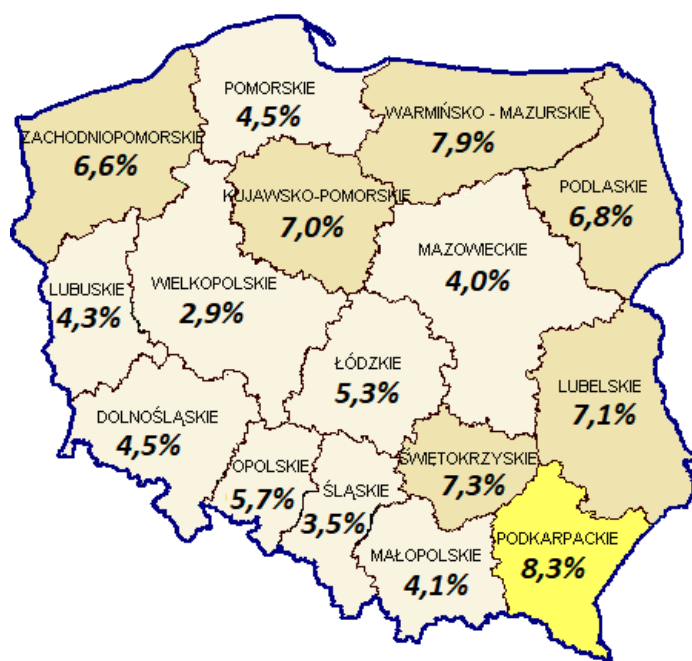 POMORSKIE
4,5%
WARMIŃSKO - MAZURSKIE
7,9%
ZACHODNIOPOMORSKIE
6,6%
KUJAWSKO-POMORSKIE
7,0%
PODLASKIE
6,8%
MAZOWIECKIE
4,0%
WIELKOPOLSKIE
2,9%
LUBUSKIE
4,3%
ŁÓDZKIE
5,3%
LUBELSKIE
7,1%
DOLNOŚLĄSKIE
4,5%
OPOLSKIE
5,7%
ŚLĄSKIE
3,5%
ŚWIĘTOKRZYSKIE
7,3%
MAŁOPOLSKIE
4,1%
PODKARPACKIE
8,3%